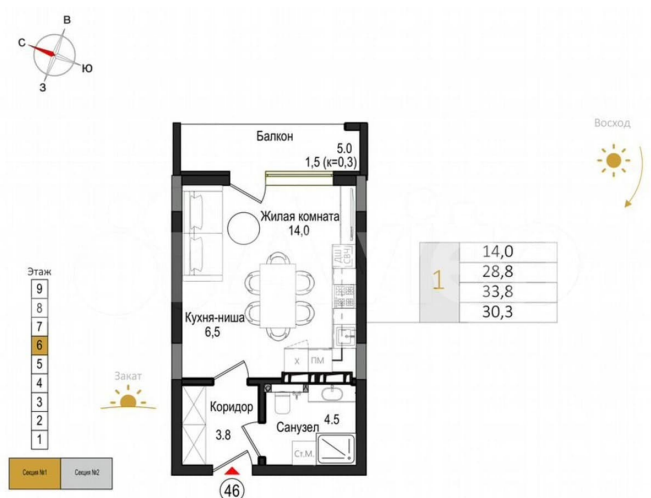 В
С
Ю
З
Балкон
5.0
1,5 (к=0,3)
Восход
Жилая комната
14,0
ДШ
СВЧ
14,0
28,8
33,8
30,3
1
Этаж
9
8
7
6
5
4
3
2
1
Кухня-ниша
6,5
Х
ПМ
Закат
Коридор
3.8
Санузел
4.5
Ст.М.
Секция №1
Секция №2
46